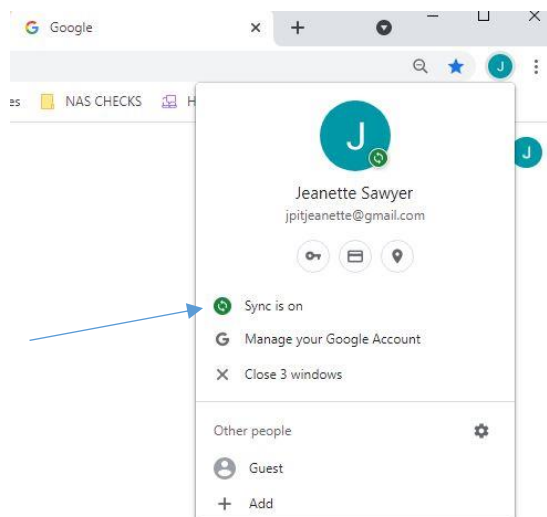 Google
J
es NAS CHECKS H
J
J
Jeanette Sawyer
jpitjeanette@gmail.com
Sync is on
G Manage your Google Account
Close 3 windows
Other people
Guest
Add